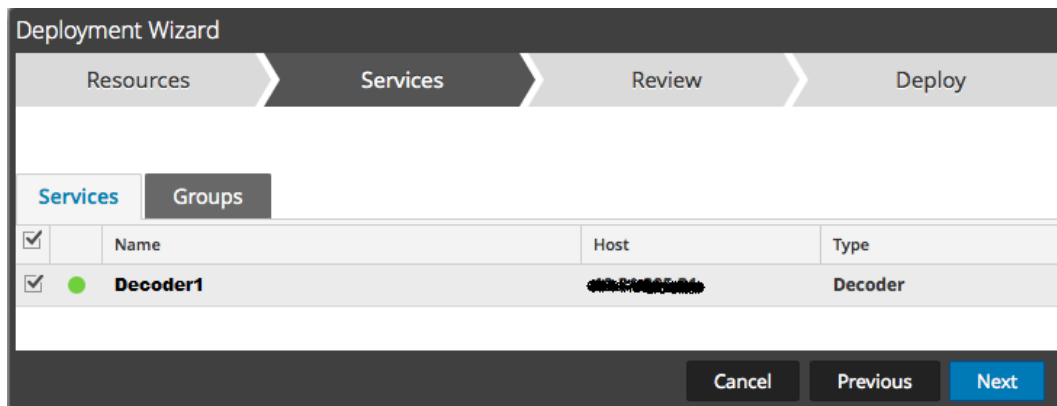 Deployment Wizard
Resources Services Review Deploy
Services Groups
Name Host Type
Decoder1 Decoder
Cancel Previous Next